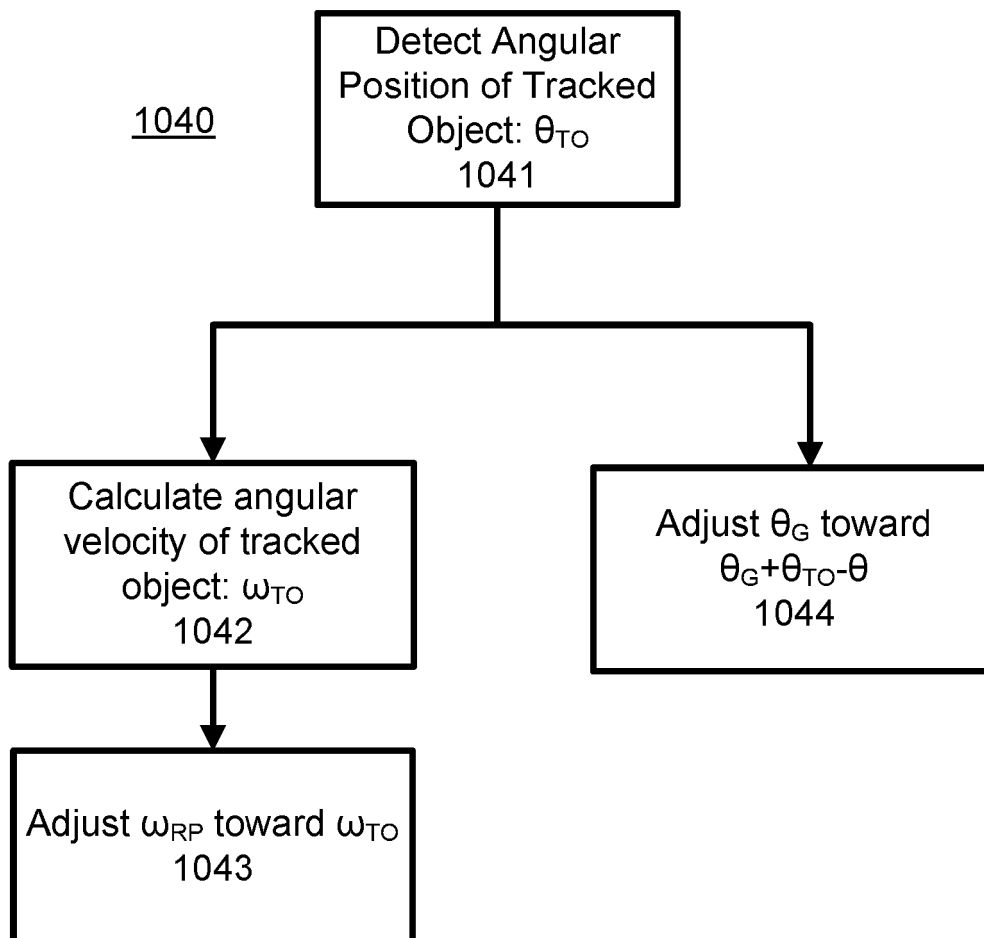 Detect Angular
Position of Tracked
Object: θTO
1041
1040
Calculate angular
velocity of tracked
object: ωTO
1042
Adjust θG toward
θG+θTO-θ
1044
Adjust ωRP toward ωTO
1043